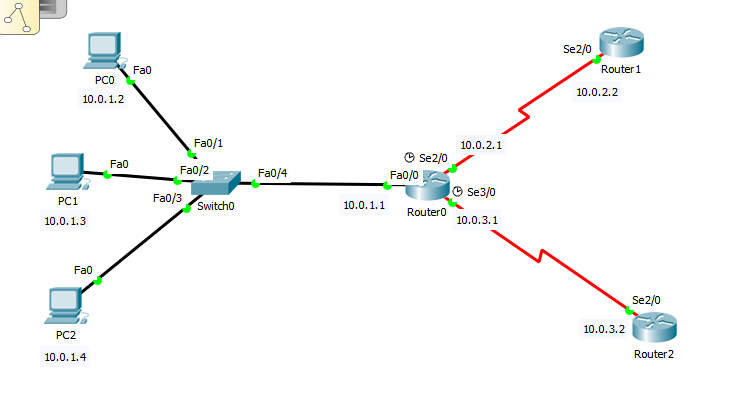 PC0
Fa0
10.0.1.2
Fa0/1
PC1
Fa0
10.0.1.3
Fa0/2
Fa0/3
Switch0
Fa0/4
PC2
Fa0
10.0.1.4
Fa0/0
10.0.1.1
Router0
Se2/0
10.0.2.1
Se3/0
10.0.3.1
Se2/0
Router1
10.0.2.2
Se2/0
10.0.3.2
Router2